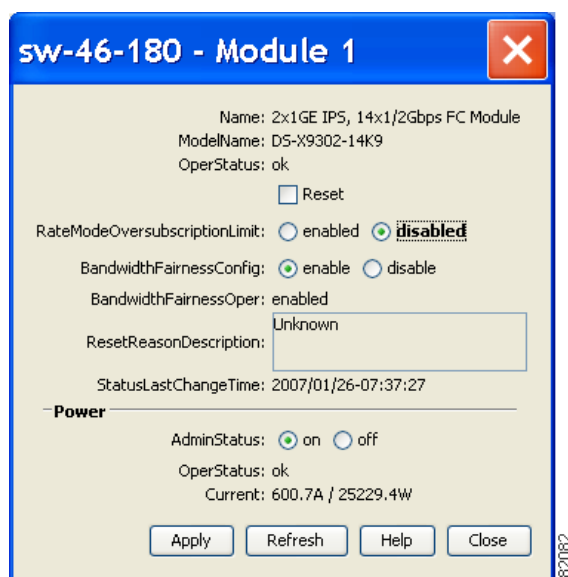 sw-46-180 - Module 1
Name: 2x1GE IPS, 14x1/2Gbps FC Module
ModelName: DS-X9302-14K9
OperStatus: ok
Reset
RateModeOversubscriptionLimit: enabled disabled
BandwidthFairnessConfig: enable disable
BandwidthFairnessOper: enabled
ResetReasonDescription: Unknown
StatusLastChangeTime: 2007/01/26-07:37:27
Power
AdminStatus: on off
OperStatus: ok
Current: 600.7A / 25229.4W
Apply Refresh Help Close